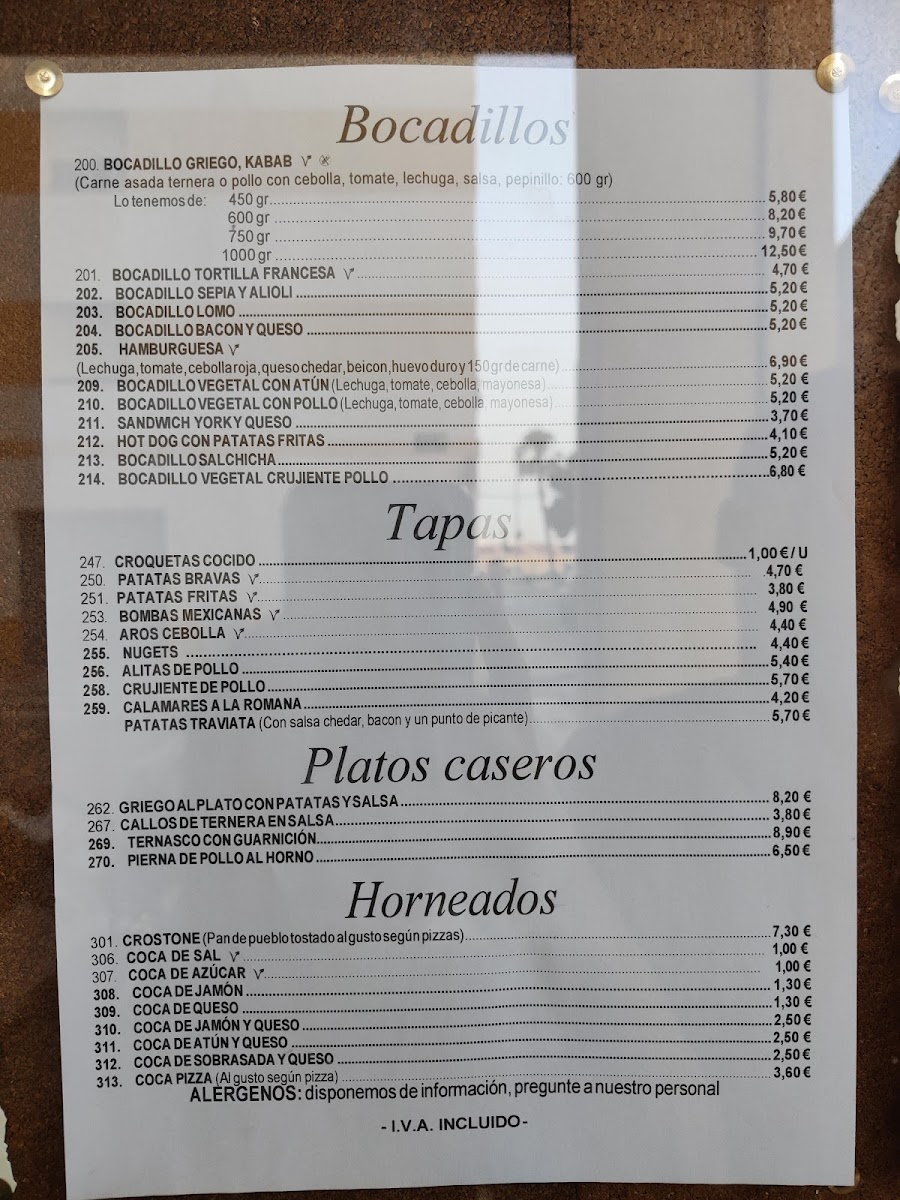 Bocadillos
200. BOCADILLO GRIEGO, KABAB
(Carne asada ternera o pollo con cebolla, tomate, lechuga, salsa, pepinillo: 600 gr)
Lo tenemos de: 450 gr 5,80 €
600 gr 8,20 €
750 gr 9,70 €
1000 gr 12,50 €
201. BOCADILLO TORTILLA FRANCESA 4,70 €
202. BOCADILLO SEPIA Y ALIOLI 5,20 €
203. BOCADILLO LOMO 5,20 €
204. BOCADILLO BACON Y QUESO 5,20 €
205. HAMBURGUESA
(Lechuga, tomate, cebolla roja, queso chedar, beicon, huevo duro y 150 gr de carne) 6,90 €
209. BOCADILLO VEGETAL CON ATÚN (Lechuga, tomate, cebolla, mayonesa) 5,20 €
210. BOCADILLO VEGETAL CON POLLO (Lechuga, tomate, cebolla, mayonesa) 5,20 €
211. SANDWICH YORK Y QUESO 3,70 €
212. HOT DOG CON PATATAS FRITAS 4,10 €
213. BOCADILLO SALCHICHA 5,20 €
214. BOCADILLO VEGETAL CRUJIENTE POLLO 6,80 €
Tapas
247. CROQUETAS COCIDO 1,00 € / U
250. PATATAS BRAVAS 4,70 €
251. PATATAS FRITAS 3,80 €
253. BOMBAS MEXICANAS 4,90 €
254. AROS CEBOLLA 4,40 €
255. NUGETS 4,40 €
256. ALITAS DE POLLO 5,40 €
258. CRUJIENTE DE POLLO 5,70 €
259. CALAMARES A LA ROMANA 4,20 €
PATATAS TRAVIATA (Con salsa chedar, bacon y un punto de picante) 5,70 €
Platos caseros
262. GRIEGO AL PLATO CON PATATAS Y SALSA 8,20 €
267. CALLOS DE TERNERA EN SALSA 3,80 €
269. TERNASCO CON GUARNICIÓN 8,90 €
270. PIERNA DE POLLO AL HORNO 6,50 €
Horneados
301. CROSTONE (Pan de pueblo tostado al gusto según pizzas) 7,30 €
306. COCA DE SAL 1,00 €
307. COCA DE AZÚCAR 1,00 €
308. COCA DE JAMÓN 1,30 €
309. COCA DE QUESO 1,30 €
310. COCA DE JAMÓN Y QUESO 2,50 €
311. COCA DE ATÚN Y QUESO 2,50 €
312. COCA DE SOBRASADA Y QUESO 2,50 €
313. COCA PIZZA (Al gusto según pizza) 3,60 €
ALÉRGENOS: disponemos de información, pregunte a nuestro personal
- I.V.A. INCLUIDO-